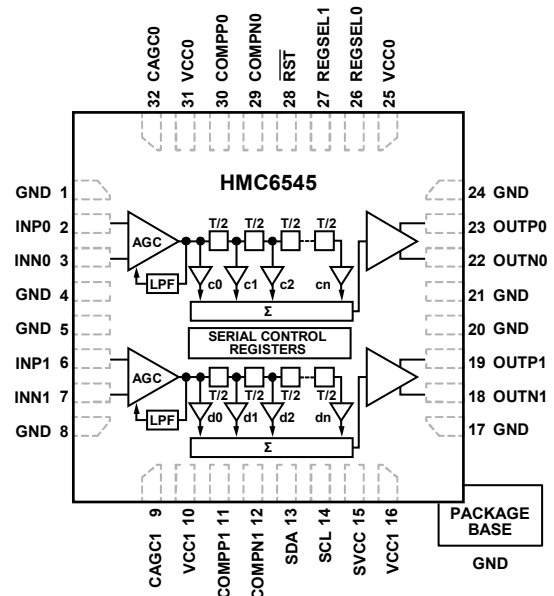 32 CAGC0
31 VCC0
30 COMPP0
29 COMPN0
28 RST
27 REGSEL1
26 REGSEL0
25 VCC0
HMC6545
GND 1
INP0 2
INN0 3
GND 4
GND 5
INP1 6
INN1 7
GND 8
24 GND
23 OUTP0
22 OUTN0
21 GND
20 GND
19 OUTP1
18 OUTN1
17 GND
AGC
T/2 T/2 T/2 T/2
LPF
c0 c1 c2 cn
Σ
SERIAL CONTROL
REGISTERS
AGC
T/2 T/2 T/2 T/2
LPF
d0 d1 d2 dn
Σ
CAGC1 9
VCC1 10
COMPP1 11
COMPN1 12
SDA 13
SCL 14
SVCC 15
VCC1 16
PACKAGE
BASE
GND